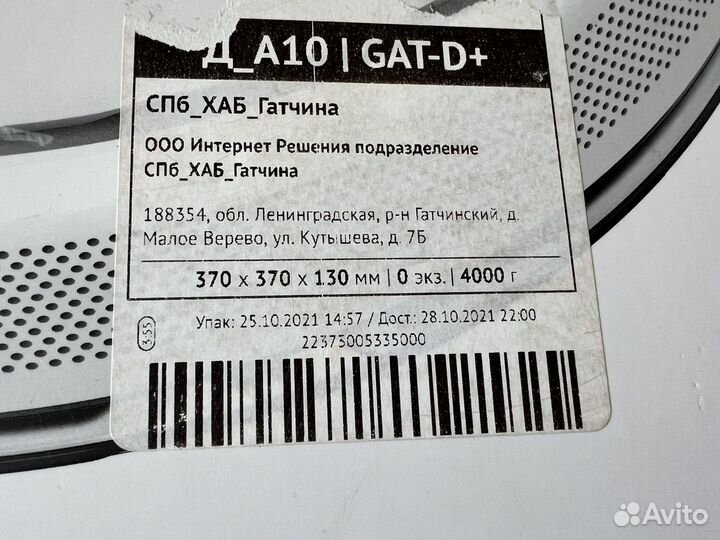 Д_А10 | GAT-D+
СПб_ХАБ_Гатчина
ООО Интернет Решения подразделение
СПб_ХАБ_Гатчина
188354, обл. Ленинградская, р-н Гатчинский, д.
Малое Верево, ул. Кутышева, д. 7Б
370 x 370 x 130 мм | 0 экз. | 4000 г
3:55
Упак: 25.10.2021 14:57 / Дост: 28.10.2021 22:00
22373005335000
Avito